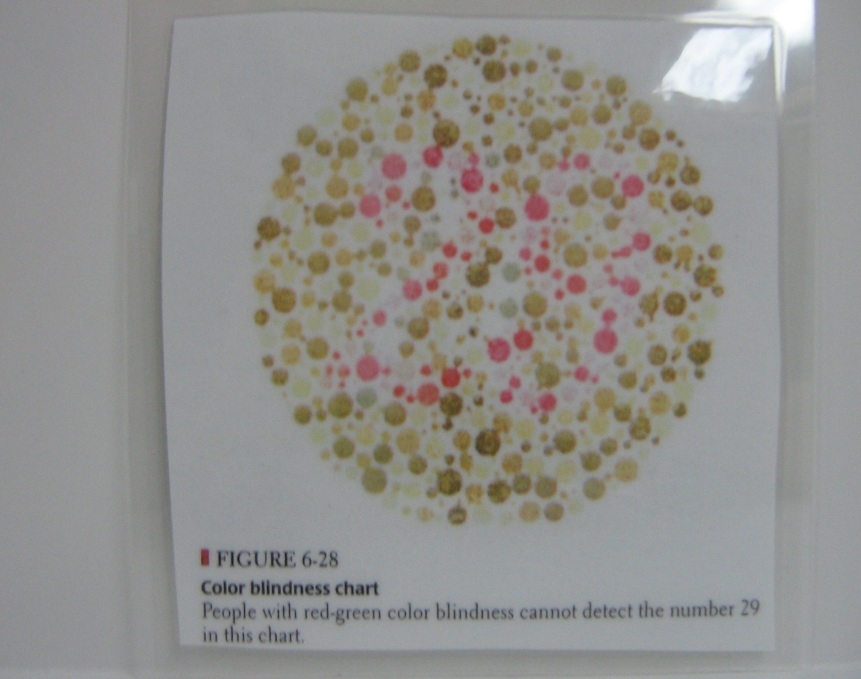 29
FIGURE 6-28
Color blindness chart
People with red-green color blindness cannot detect the number 29
in this chart.